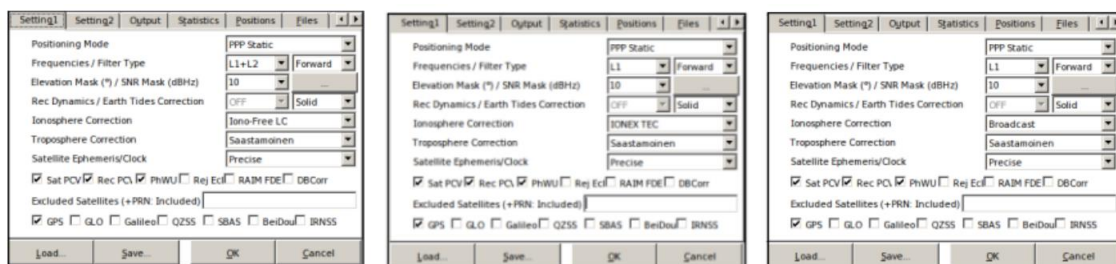 Setting1 Setting2 Output Statistics Positions Files
Positioning Mode PPP Static
Frequencies / Filter Type L1+L2 Forward
Elevation Mask (°) / SNR Mask (dBHz) 10 ...
Rec Dynamics / Earth Tides Correction OFF Solid
Ionosphere Correction Iono-Free LC
Troposphere Correction Saastamoinen
Satellite Ephemeris/Clock Precise
Sat PCV Rec PCV PhWU Rej Ecl RAIM FDE DBCorr
Excluded Satellites (+PRN: Included)
GPS GLO Galileo QZSS SBAS BeiDou IRNSS
Load... Save... OK Cancel
Setting1 Setting2 Output Statistics Positions Files
Positioning Mode PPP Static
Frequencies / Filter Type L1 Forward
Elevation Mask (°) / SNR Mask (dBHz) 10 ...
Rec Dynamics / Earth Tides Correction OFF Solid
Ionosphere Correction IONEX TEC
Troposphere Correction Saastamoinen
Satellite Ephemeris/Clock Precise
Sat PCV Rec PCV PhWU Rej Ecl RAIM FDE DBCorr
Excluded Satellites (+PRN: Included)
GPS GLO Galileo QZSS SBAS BeiDou IRNSS
Load... Save... OK Cancel
Setting1 Setting2 Output Statistics Positions Files
Positioning Mode PPP Static
Frequencies / Filter Type L1 Forward
Elevation Mask (°) / SNR Mask (dBHz) 10 ...
Rec Dynamics / Earth Tides Correction OFF Solid
Ionosphere Correction Broadcast
Troposphere Correction Saastamoinen
Satellite Ephemeris/Clock Precise
Sat PCV Rec PCV PhWU Rej Ecl RAIM FDE DBCorr
Excluded Satellites (+PRN: Included)
GPS GLO Galileo QZSS SBAS BeiDou IRNSS
Load... Save... OK Cancel